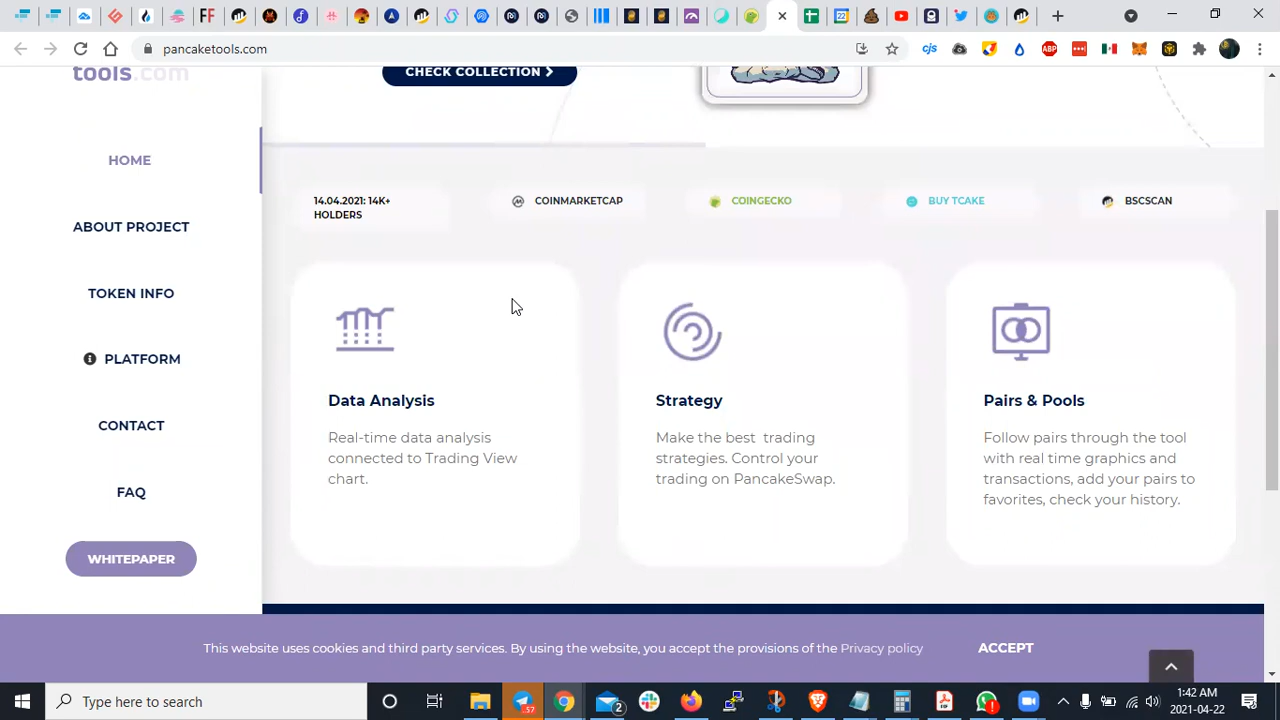 pancaketools.com
cjs
ABP
tools.com
CHECK COLLECTION
HOME
ABOUT PROJECT
TOKEN INFO
PLATFORM
CONTACT
FAQ
WHITEPAPER
14.04.2021: 14K+
HOLDERS
COINMARKETCAP
COINGECKO
BUY TCAKE
BSCSCAN
Data Analysis
Real-time data analysis
connected to Trading View
chart.
Strategy
Make the best trading
strategies. Control your
trading on PancakeSwap.
Pairs & Pools
Follow pairs through the tool
with real time graphics and
transactions, add your pairs to
favorites, check your history.
This website uses cookies and third party services. By using the website, you accept the provisions of the Privacy policy
ACCEPT
Type here to search
57
2
1:42 AM
2021-04-22